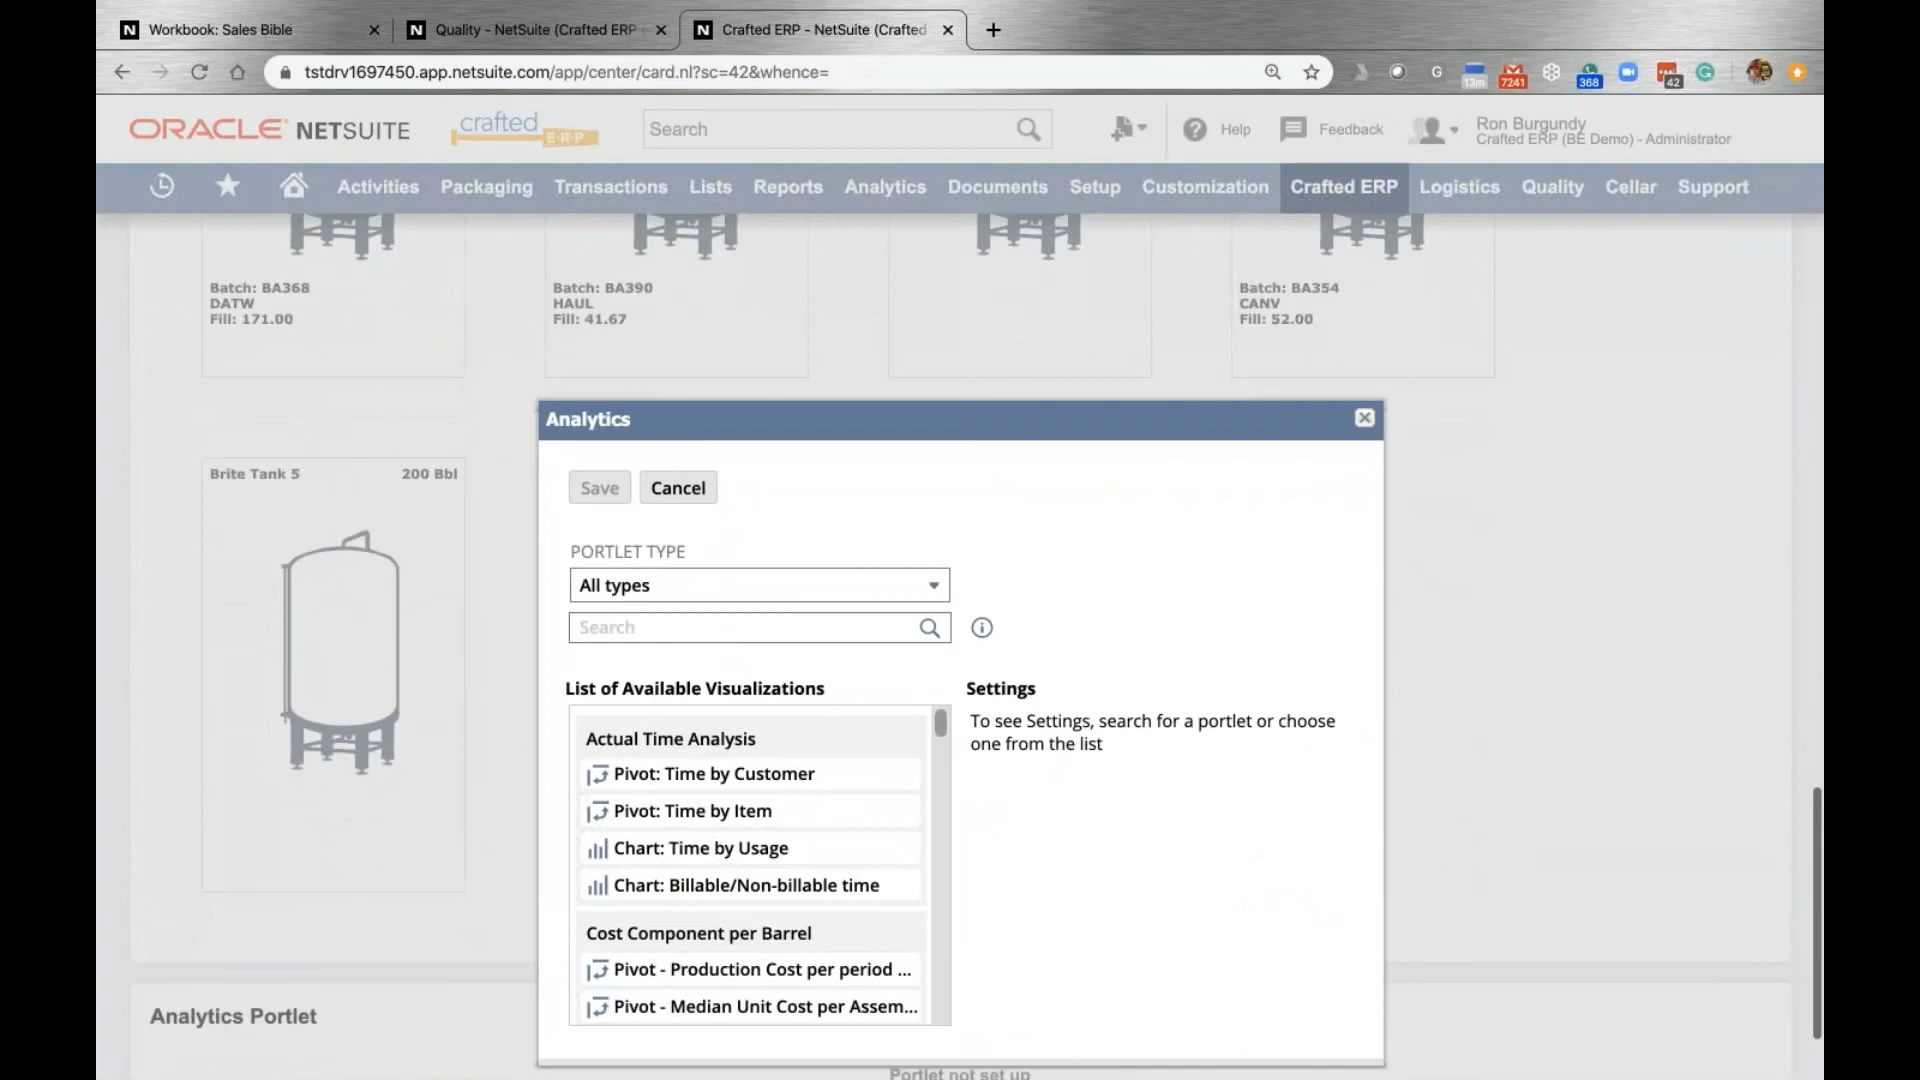 Workbook: Sales Bible
Quality - NetSuite (Crafted ERP
Crafted ERP - NetSuite (Crafted
tstdrv1697450.app.netsuite.com/app/center/card.nl?sc=42&whence=
G
13m
7241
368
42
ORACLE NETSUITE
crafted
E·R·P
Search
Help
Feedback
Ron Burgundy
Crafted ERP (BE Demo) - Administrator
Activities Packaging Transactions Lists Reports Analytics Documents Setup Customization Crafted ERP Logistics Quality Cellar Support
Batch: BA368
DATW
Fill: 171.00
Batch: BA390
HAUL
Fill: 41.67
Batch: BA354
CANV
Fill: 52.00
Brite Tank 5 200 Bbl
Analytics
Save Cancel
PORTLET TYPE
All types
Search
List of Available Visualizations
Actual Time Analysis
Pivot: Time by Customer
Pivot: Time by Item
Chart: Time by Usage
Chart: Billable/Non-billable time
Cost Component per Barrel
Pivot - Production Cost per period ...
Pivot - Median Unit Cost per Assem...
Settings
To see Settings, search for a portlet or choose
one from the list
Analytics Portlet
Portlet not set up